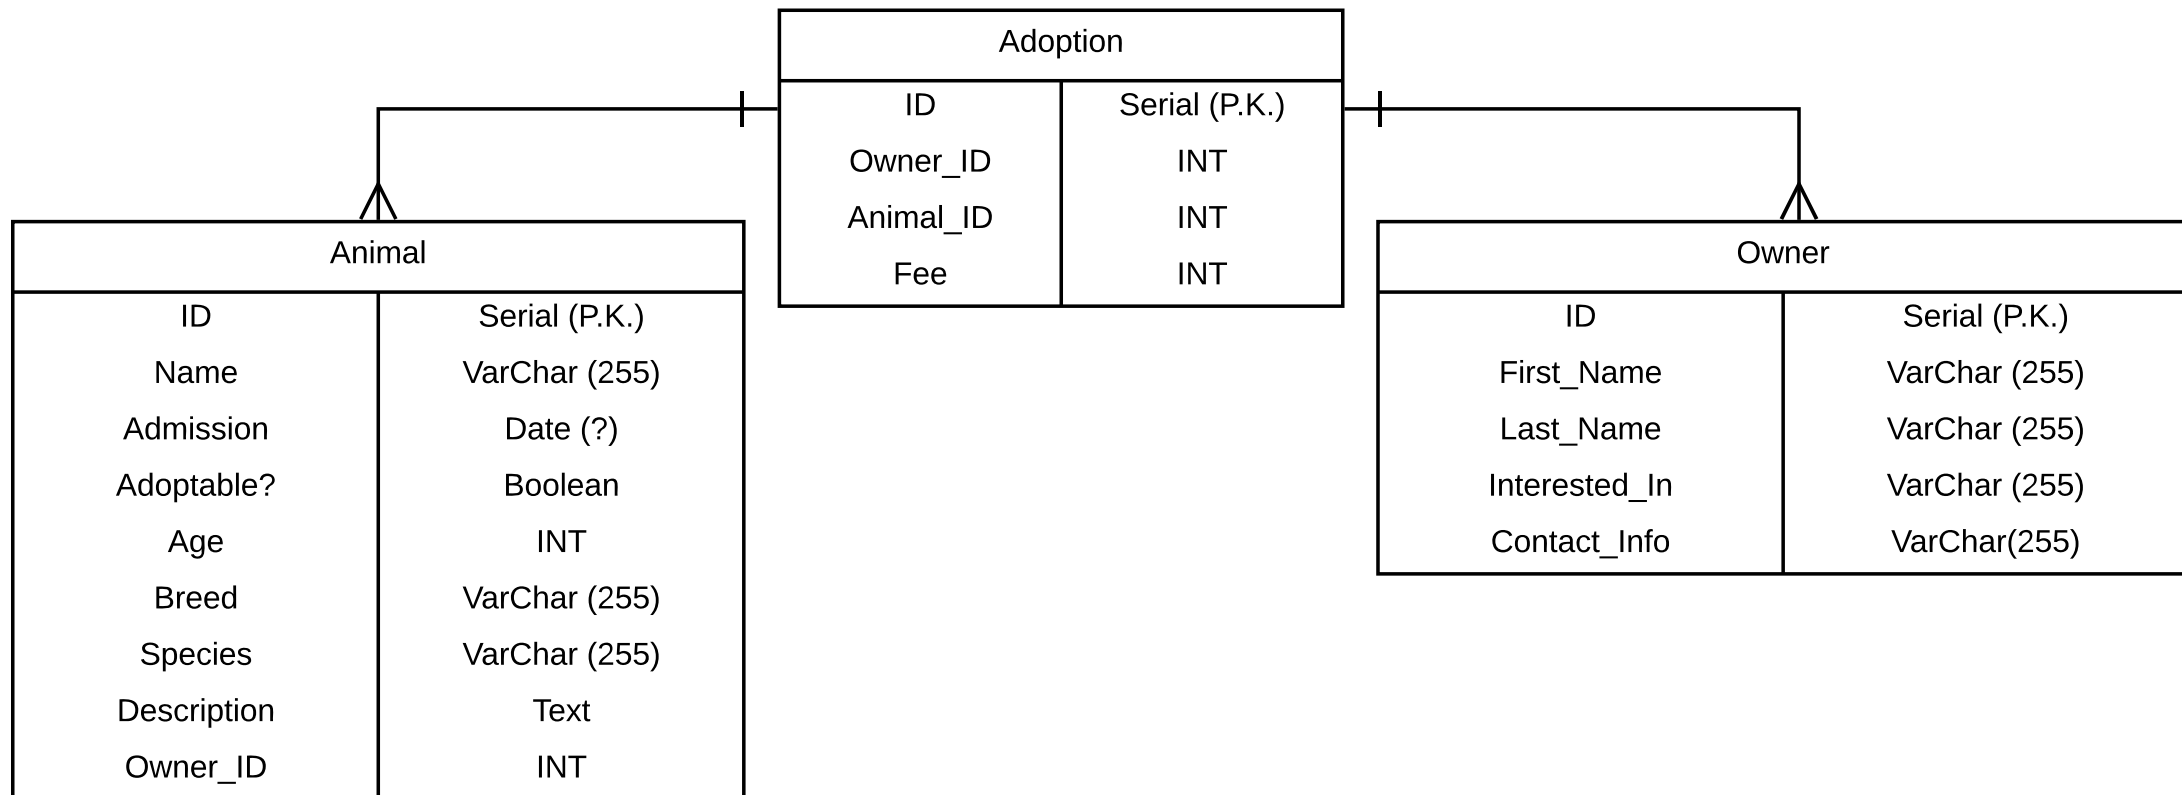 Adoption
ID Serial (P.K.)
Owner_ID INT
Animal_ID INT
Fee INT
Animal
ID Serial (P.K.)
Name VarChar (255)
Admission Date (?)
Adoptable? Boolean
Age INT
Breed VarChar (255)
Species VarChar (255)
Description Text
Owner_ID INT
Owner
ID Serial (P.K.)
First_Name VarChar (255)
Last_Name VarChar (255)
Interested_In VarChar (255)
Contact_Info VarChar(255)